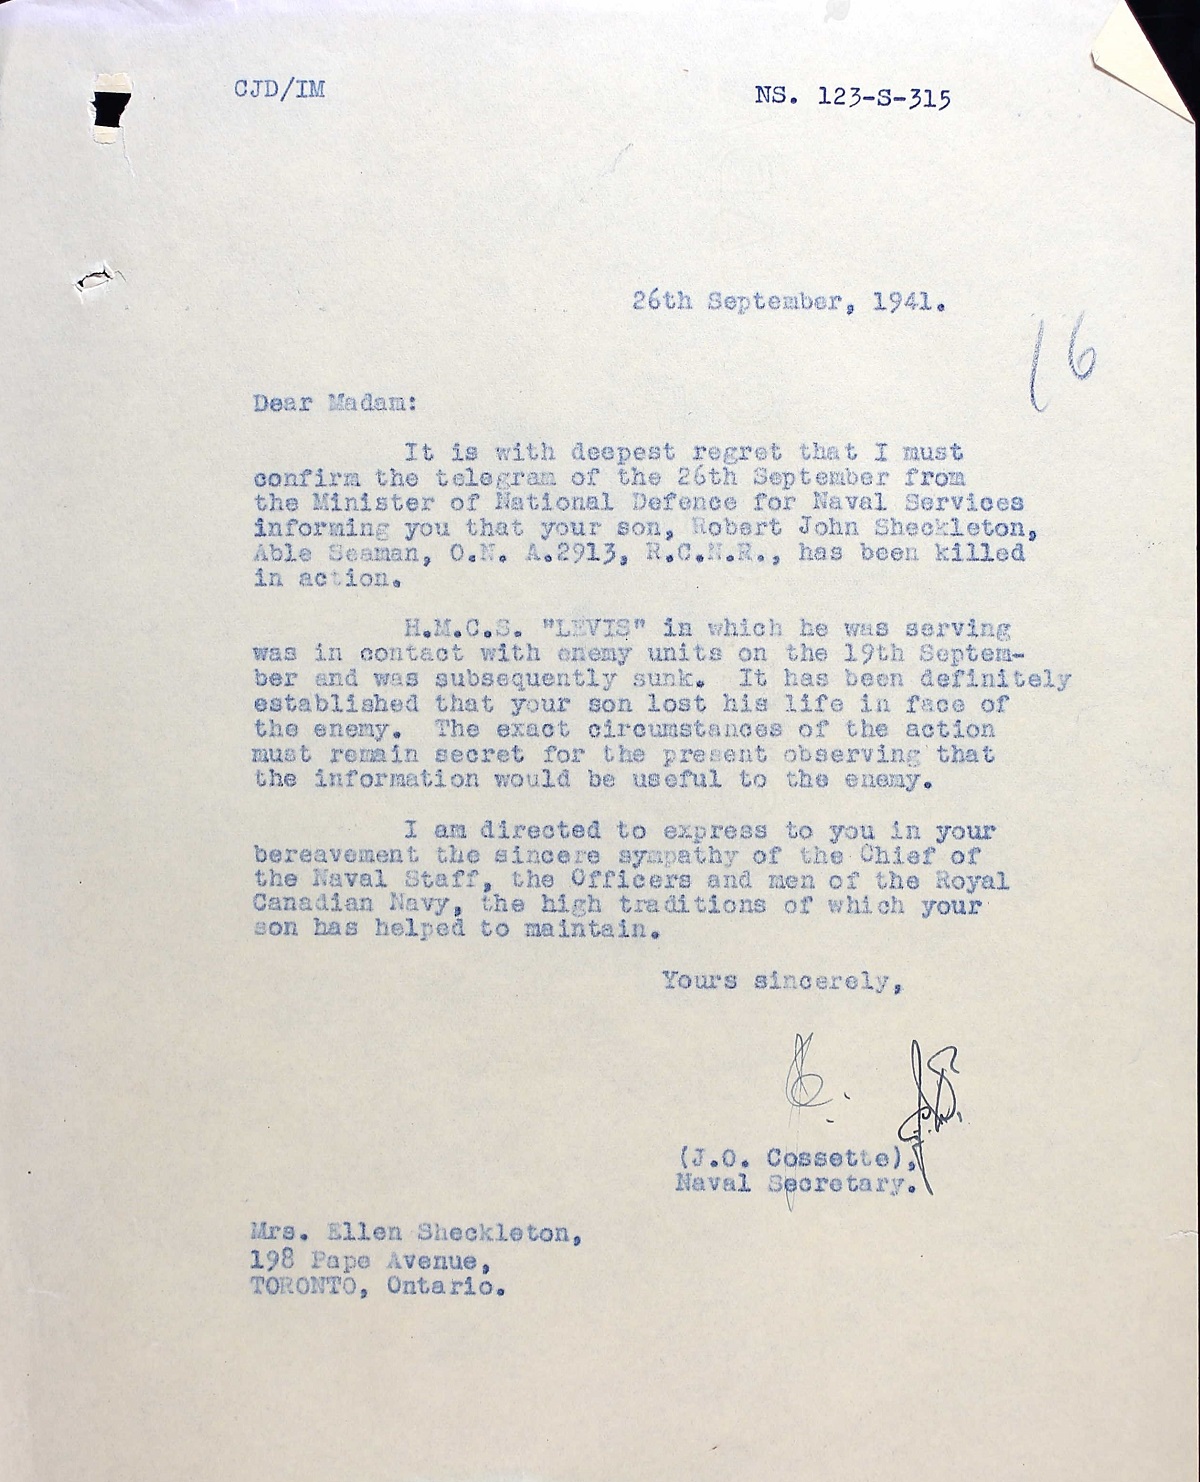 CJD/IM
NS. 123-S-315
26th September, 1941.
16
Dear Madam:
It is with deepest regret that I must
confirm the telegram of the 26th September from
the Minister of National Defence for Naval Services
informing you that your son, Robert John Sheckleton,
Able Seaman, O.N. A.2913, R.C.N.R., has been killed
in action.
H.M.C.S. "LEVIS" in which he was serving
was in contact with enemy units on the 19th Septem-
ber and was subsequently sunk. It has been definitely
established that your son lost his life in face of
the enemy. The exact circumstances of the action
must remain secret for the present observing that
the information would be useful to the enemy.
I am directed to express to you in your
bereavement the sincere sympathy of the Chief of
the Naval Staff, the Officers and men of the Royal
Canadian Navy, the high traditions of which your
son has helped to maintain.
Yours sincerely,
(J.O. Cossette),
Naval Secretary.
Mrs. Ellen Sheckleton,
198 Pape Avenue,
TORONTO, Ontario.